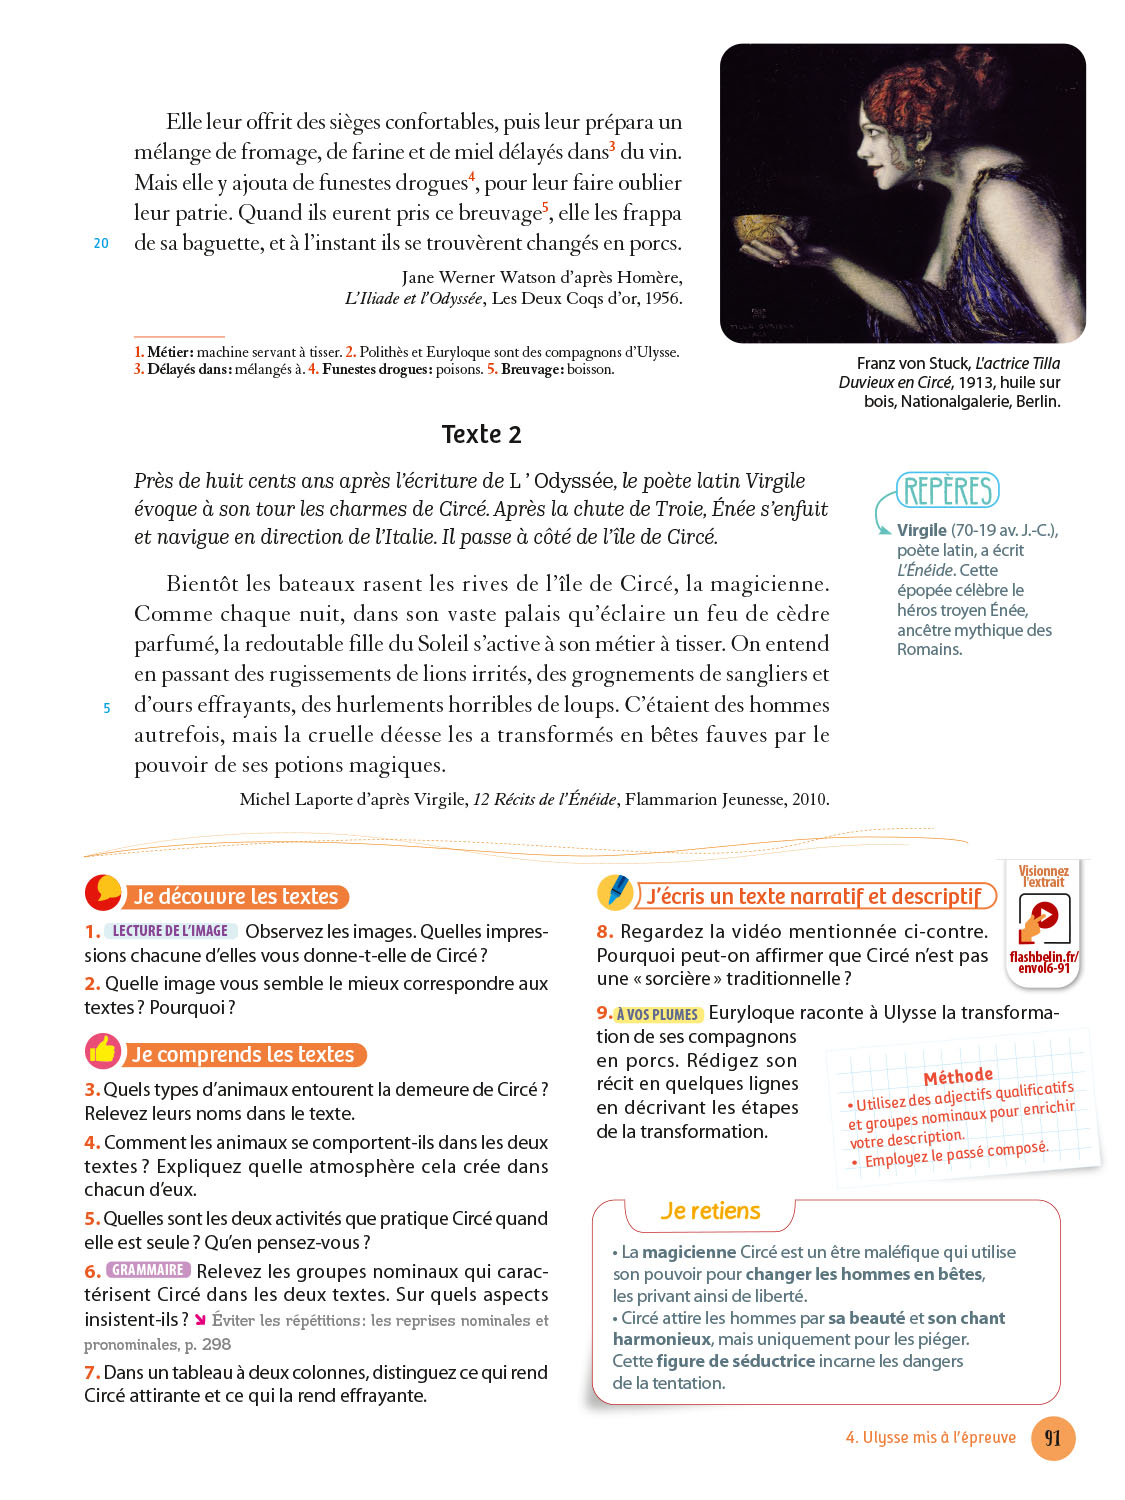 Elle leur offrit des sièges confortables, puis leur prépara un
mélange de fromage, de farine et de miel délayés dans3 du vin.
Mais elle y ajouta de funestes drogues4, pour leur faire oublier
leur patrie. Quand ils eurent pris ce breuvage5, elle les frappa
20 de sa baguette, et à l'instant ils se trouvèrent changés en porcs.
Jane Werner Watson d'après Homère,
L'Iliade et l'Odyssée, Les Deux Coqs d'or, 1956.
1. Métier : machine servant à tisser. 2. Polithès et Euryloque sont des compagnons d'Ulysse.
3. Délayés dans : mélangés à. 4. Funestes drogues : poisons. 5. Breuvage : boisson.
Franz von Stuck, L'actrice Tilla
Duvieux en Circé, 1913, huile sur
bois, Nationalgalerie, Berlin.
Texte 2
Près de huit cents ans après l'écriture de L ' Odyssée, le poète latin Virgile
évoque à son tour les charmes de Circé. Après la chute de Troie, Énée s'enfuit
et navigue en direction de l'Italie. Il passe à côté de l'île de Circé.
Bientôt les bateaux rasent les rives de l'île de Circé, la magicienne.
Comme chaque nuit, dans son vaste palais qu'éclaire un feu de cèdre
parfumé, la redoutable fille du Soleil s'active à son métier à tisser. On entend
en passant des rugissements de lions irrités, des grognements de sangliers et
5 d'ours effrayants, des hurlements horribles de loups. C'étaient des hommes
autrefois, mais la cruelle déesse les a transformés en bêtes fauves par le
pouvoir de ses potions magiques.
Michel Laporte d'après Virgile, 12 Récits de l'Énéide, Flammarion Jeunesse, 2010.
REPÈRES
Virgile (70-19 av. J.-C.),
poète latin, a écrit
L'Énéide. Cette
épopée célèbre le
héros troyen Énée,
ancêtre mythique des
Romains.
Je découvre les textes
1. LECTURE DE L'IMAGE Observez les images. Quelles impres-
sions chacune d'elles vous donne-t-elle de Circé ?
2. Quelle image vous semble le mieux correspondre aux
textes ? Pourquoi ?
Je comprends les textes
3. Quels types d'animaux entourent la demeure de Circé ?
Relevez leurs noms dans le texte.
4. Comment les animaux se comportent-ils dans les deux
textes ? Expliquez quelle atmosphère cela crée dans
chacun d'eux.
5. Quelles sont les deux activités que pratique Circé quand
elle est seule ? Qu'en pensez-vous ?
6. GRAMMAIRE Relevez les groupes nominaux qui carac-
térisent Circé dans les deux textes. Sur quels aspects
insistent-ils ? ➘ Éviter les répétitions : les reprises nominales et
pronominales, p. 298
7. Dans un tableau à deux colonnes, distinguez ce qui rend
Circé attirante et ce qui la rend effrayante.
J'écris un texte narratif et descriptif
8. Regardez la vidéo mentionnée ci-contre.
Pourquoi peut-on affirmer que Circé n'est pas
une « sorcière » traditionnelle ?
Visionnez
l'extrait
flashbelin.fr/
envol6-91
9. À VOS PLUMES Euryloque raconte à Ulysse la transforma-
tion de ses compagnons
en porcs. Rédigez son
récit en quelques lignes
en décrivant les étapes
de la transformation.
Méthode
• Utilisez des adjectifs qualificatifs
et groupes nominaux pour enrichir
votre description.
• Employez le passé composé.
Je retiens
• La magicienne Circé est un être maléfique qui utilise
son pouvoir pour changer les hommes en bêtes,
les privant ainsi de liberté.
• Circé attire les hommes par sa beauté et son chant
harmonieux, mais uniquement pour les piéger.
Cette figure de séductrice incarne les dangers
de la tentation.
4. Ulysse mis à l'épreuve 91